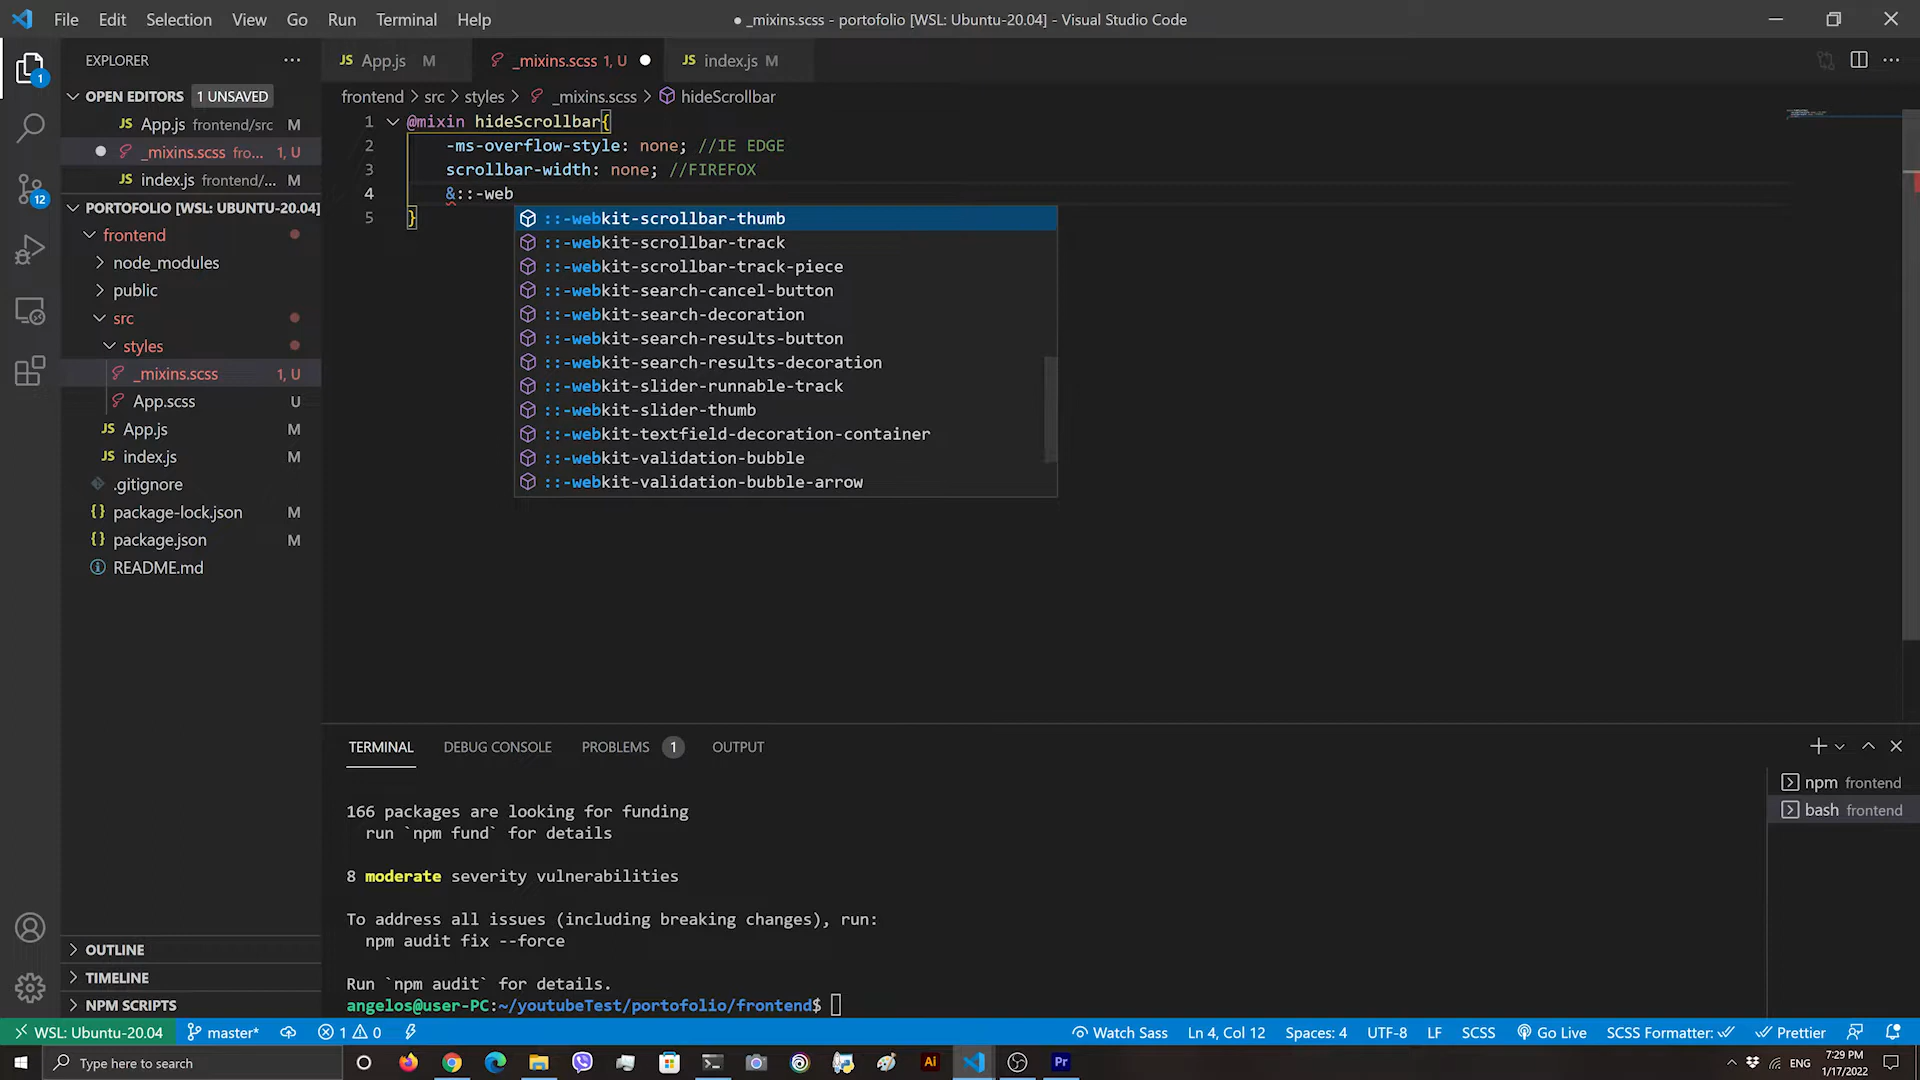 File Edit Selection View Go Run Terminal Help
● _mixins.scss - portofolio [WSL: Ubuntu-20.04] - Visual Studio Code
EXPLORER
JS App.js M
_mixins.scss 1, U
JS index.js M
OPEN EDITORS 1 UNSAVED
JS App.js frontend/src M
_mixins.scss fro... 1, U
JS index.js frontend/... M
PORTOFOLIO [WSL: UBUNTU-20.04]
frontend
node_modules
public
src
styles
_mixins.scss 1, U
App.scss U
JS App.js M
JS index.js M
.gitignore
{} package-lock.json M
{} package.json M
README.md
OUTLINE
TIMELINE
NPM SCRIPTS
1
12
frontend > src > styles > _mixins.scss > hideScrollbar
1 @mixin hideScrollbar{
2 -ms-overflow-style: none; //IE EDGE
3 scrollbar-width: none; //FIREFOX
4 &::-web
5 }
::-webkit-scrollbar-thumb
::-webkit-scrollbar-track
::-webkit-scrollbar-track-piece
::-webkit-search-cancel-button
::-webkit-search-decoration
::-webkit-search-results-button
::-webkit-search-results-decoration
::-webkit-slider-runnable-track
::-webkit-slider-thumb
::-webkit-textfield-decoration-container
::-webkit-validation-bubble
::-webkit-validation-bubble-arrow
TERMINAL DEBUG CONSOLE PROBLEMS 1 OUTPUT
npm frontend
bash frontend
166 packages are looking for funding
run `npm fund` for details
8 moderate severity vulnerabilities
To address all issues (including breaking changes), run:
npm audit fix --force
Run `npm audit` for details.
angelos@user-PC:~/youtubeTest/portofolio/frontend$
WSL: Ubuntu-20.04 master* 1 0 Watch Sass Ln 4, Col 12 Spaces: 4 UTF-8 LF SCSS Go Live SCSS Formatter: Prettier
Type here to search
Ai
Pr
ENG
7:29 PM
1/17/2022